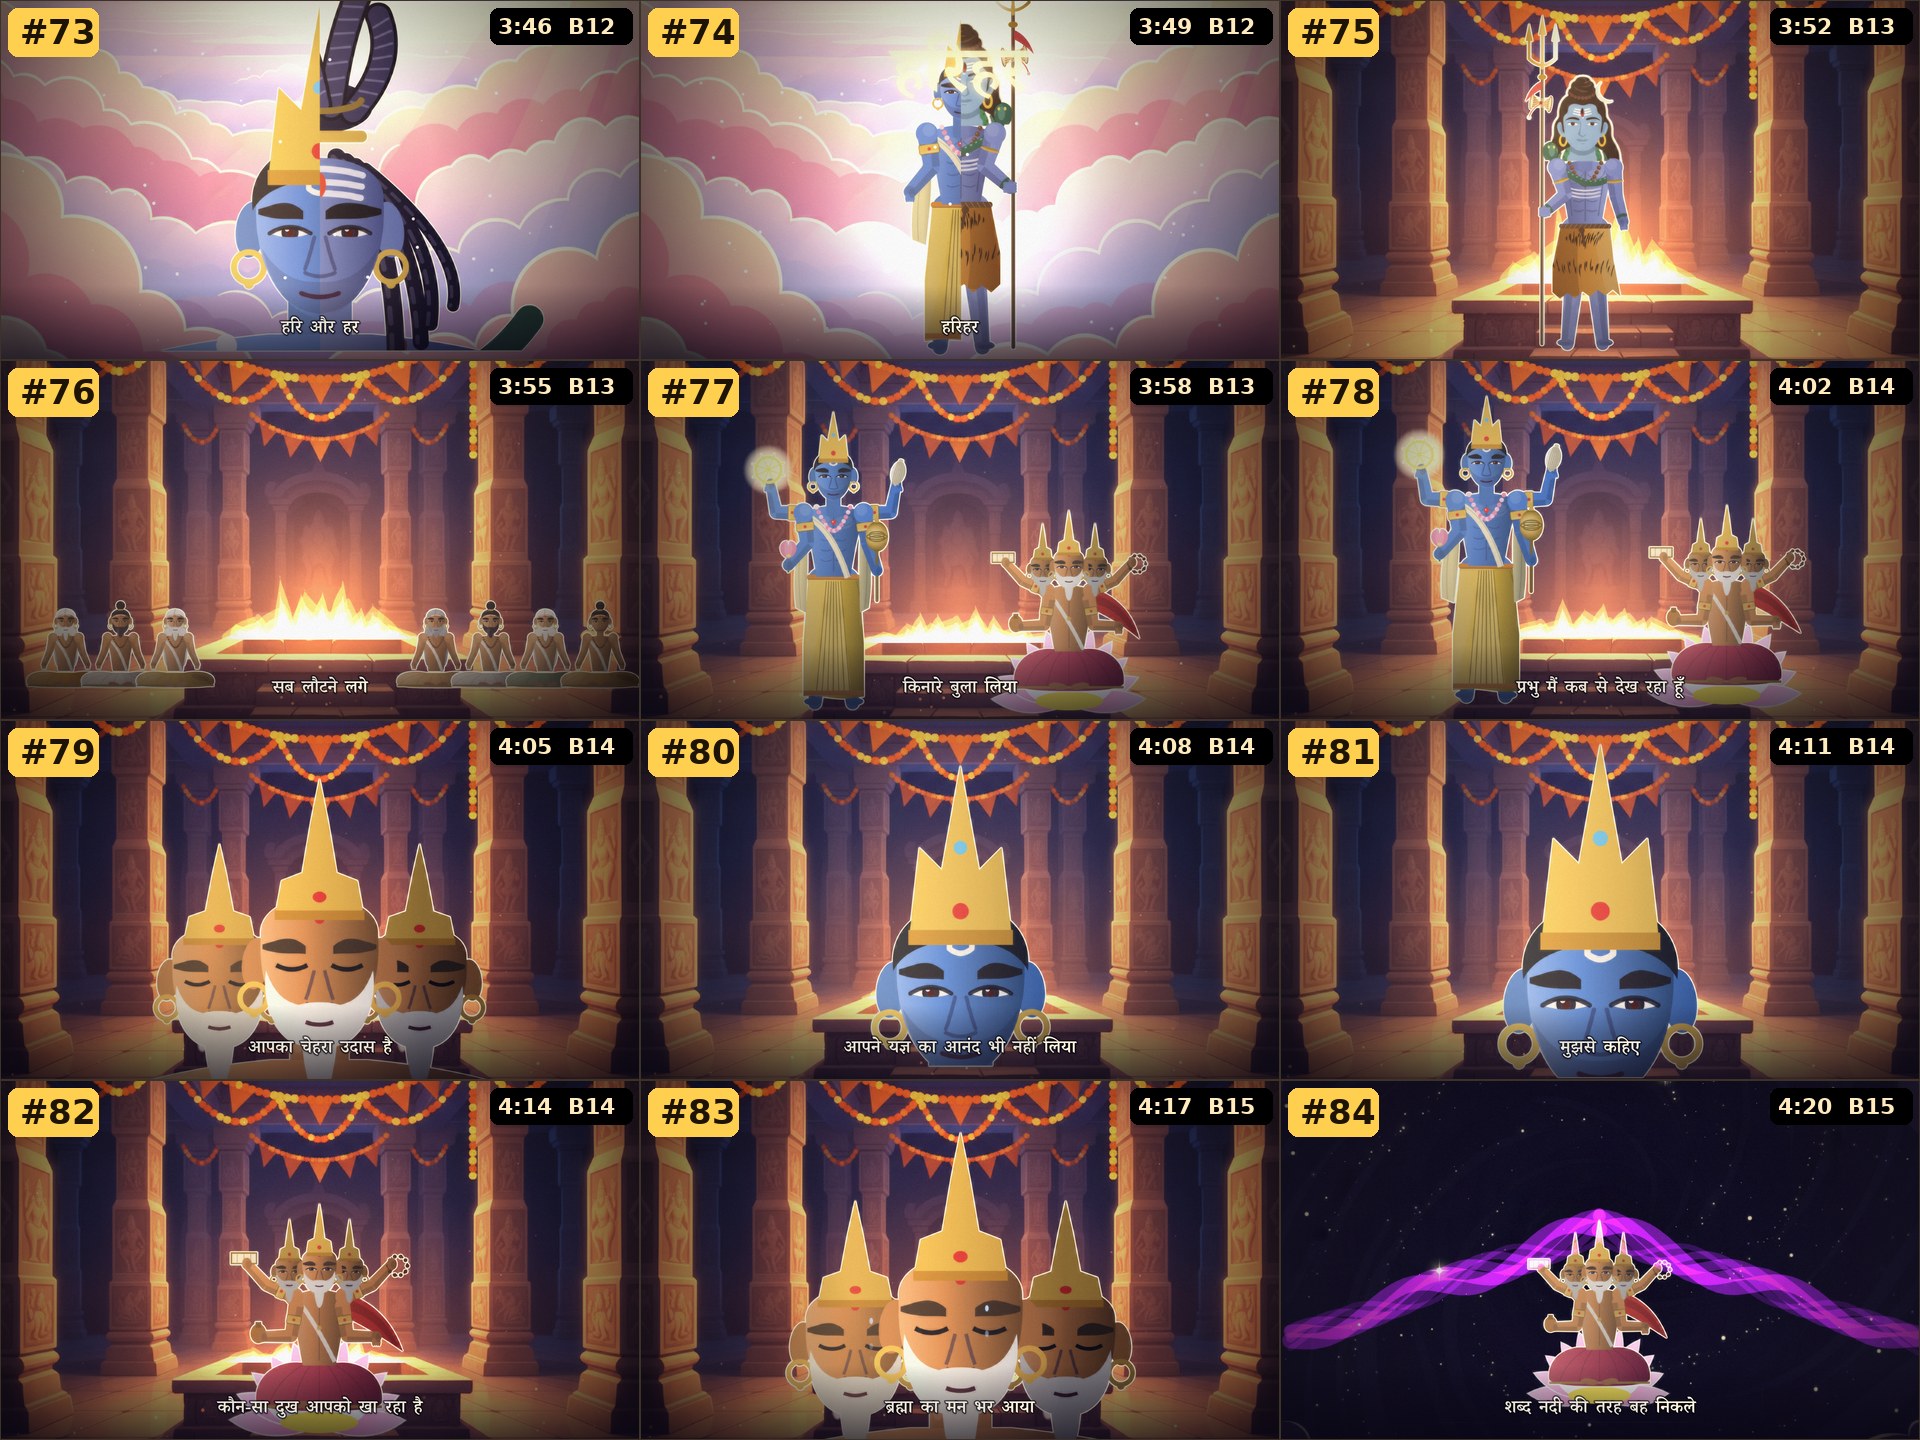 #73
3:46 B12
हरि और हर
#74
3:49 B12
हरिहर
हरिहर
#75
3:52 B13
#76
3:55 B13
सब लौटने लगे
#77
3:58 B13
किनारे बुला लिया
#78
4:02 B14
प्रभु मैं कब से देख रहा हूँ
#79
4:05 B14
आपका चेहरा उदास है
#80
4:08 B14
आपने यज्ञ का आनंद भी नहीं लिया
#81
4:11 B14
मुझसे कहिए
#82
4:14 B14
कौन-सा दुख आपको खा रहा है
#83
4:17 B15
ब्रह्मा का मन भर आया
#84
4:20 B15
शब्द नदी की तरह बह निकले